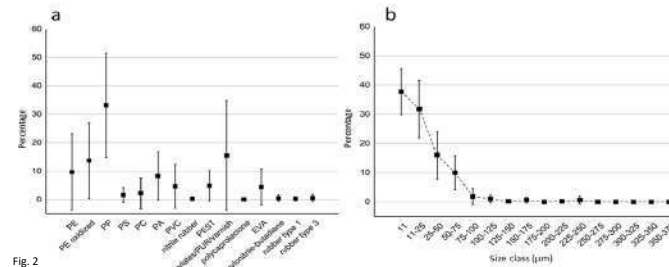 a
60
50
40
30
20
10
0
Percentage
PE
PE oxidized
PP
PS
PC
PA
PVC
nitrile rubber
PEST
polycaprolactone
EVA
rubber type 1
rubber type 3
b
60
50
40
30
20
10
0
Percentage
11
11-25
25-50
50-75
75-100
100-125
125-150
150-175
175-200
200-225
225-250
250-275
275-300
300-325
325-350
Size class (µm)
Fig. 2